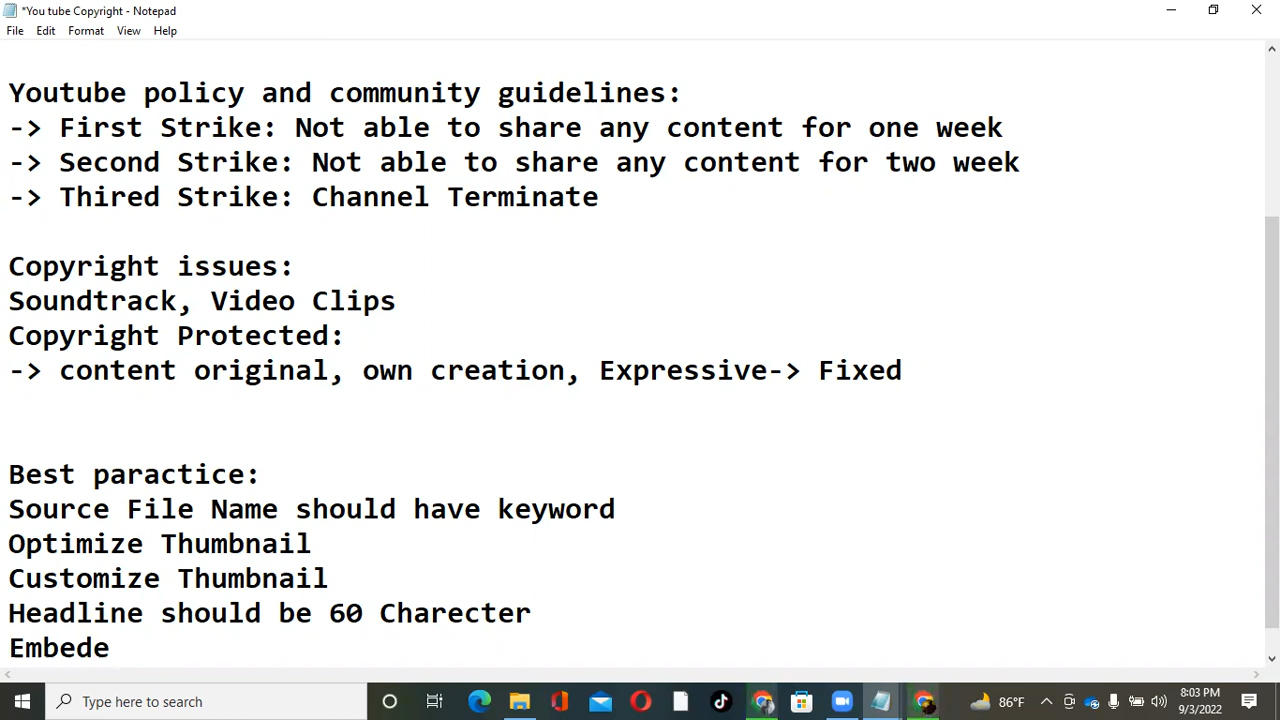 *You tube Copyright - Notepad
File Edit Format View Help
Youtube policy and community guidelines:
-> First Strike: Not able to share any content for one week
-> Second Strike: Not able to share any content for two week
-> Thired Strike: Channel Terminate
Copyright issues:
Soundtrack, Video Clips
Copyright Protected:
-> content original, own creation, Expressive-> Fixed
Best paractice:
Source File Name should have keyword
Optimize Thumbnail
Customize Thumbnail
Headline should be 60 Charecter
Embede
Type here to search
86°F
8:03 PM
9/3/2022